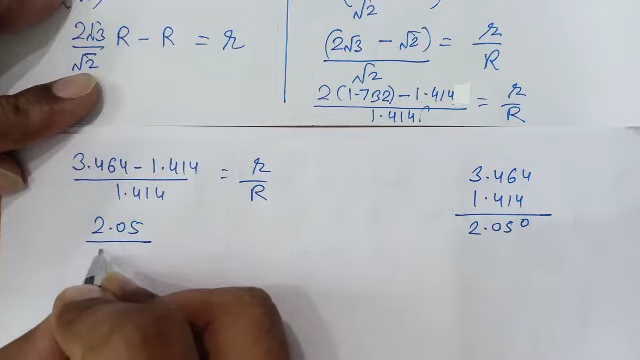 2√3/√2 R - R = r
√2
(2√3 - √2)/√2 = r/R
2(1.732) - 1.414/1.414 = r/R
3.464 - 1.414/1.414 = r/R
2.05
3.464
1.414
2.050